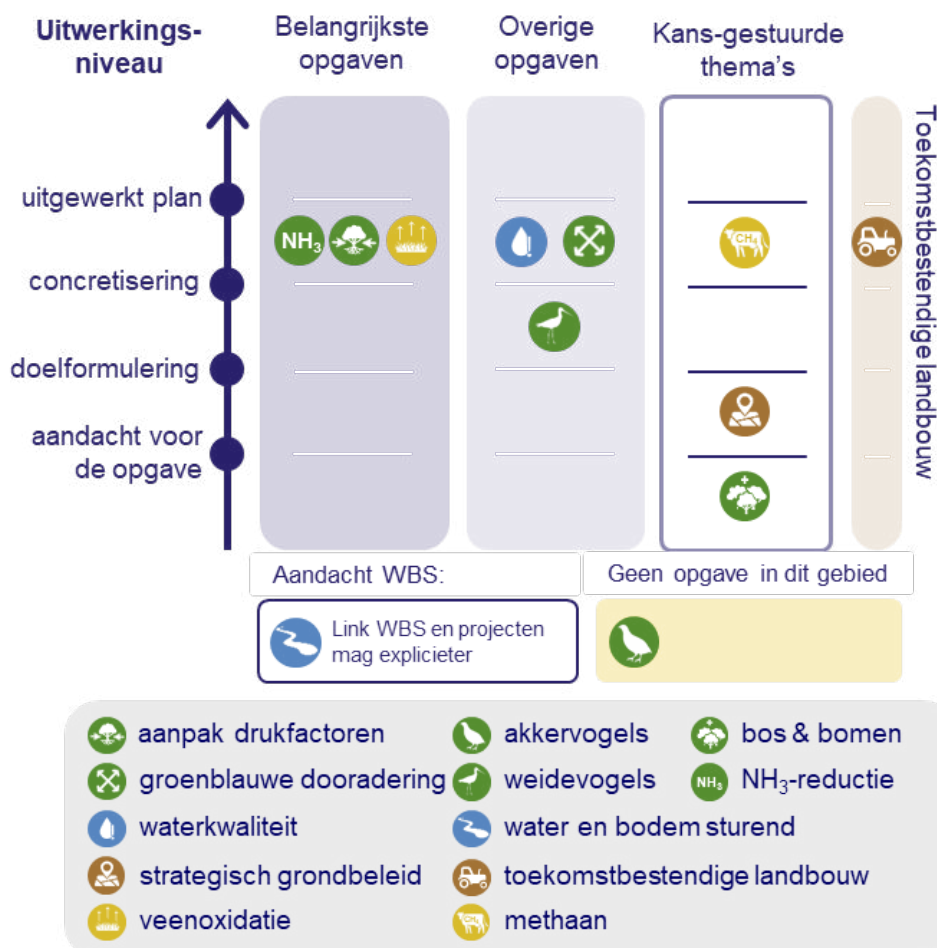 Uitwerkings-
niveau
Belangrijkste
opgaven
Overige
opgaven
Kans-gestuurde
thema's
Toekomstbestendige landbouw
uitgewerkt plan
NH3
CH4
concretisering
doelformulering
aandacht voor
de opgave
Aandacht WBS:
Geen opgave in dit gebied
Link WBS en projecten
mag explicieter
aanpak drukfactoren
akkervogels
bos & bomen
groenblauwe dooradering
weidevogels
NH3
NH3-reductie
waterkwaliteit
water en bodem sturend
strategisch grondbeleid
toekomstbestendige landbouw
veenoxidatie
CH4
methaan